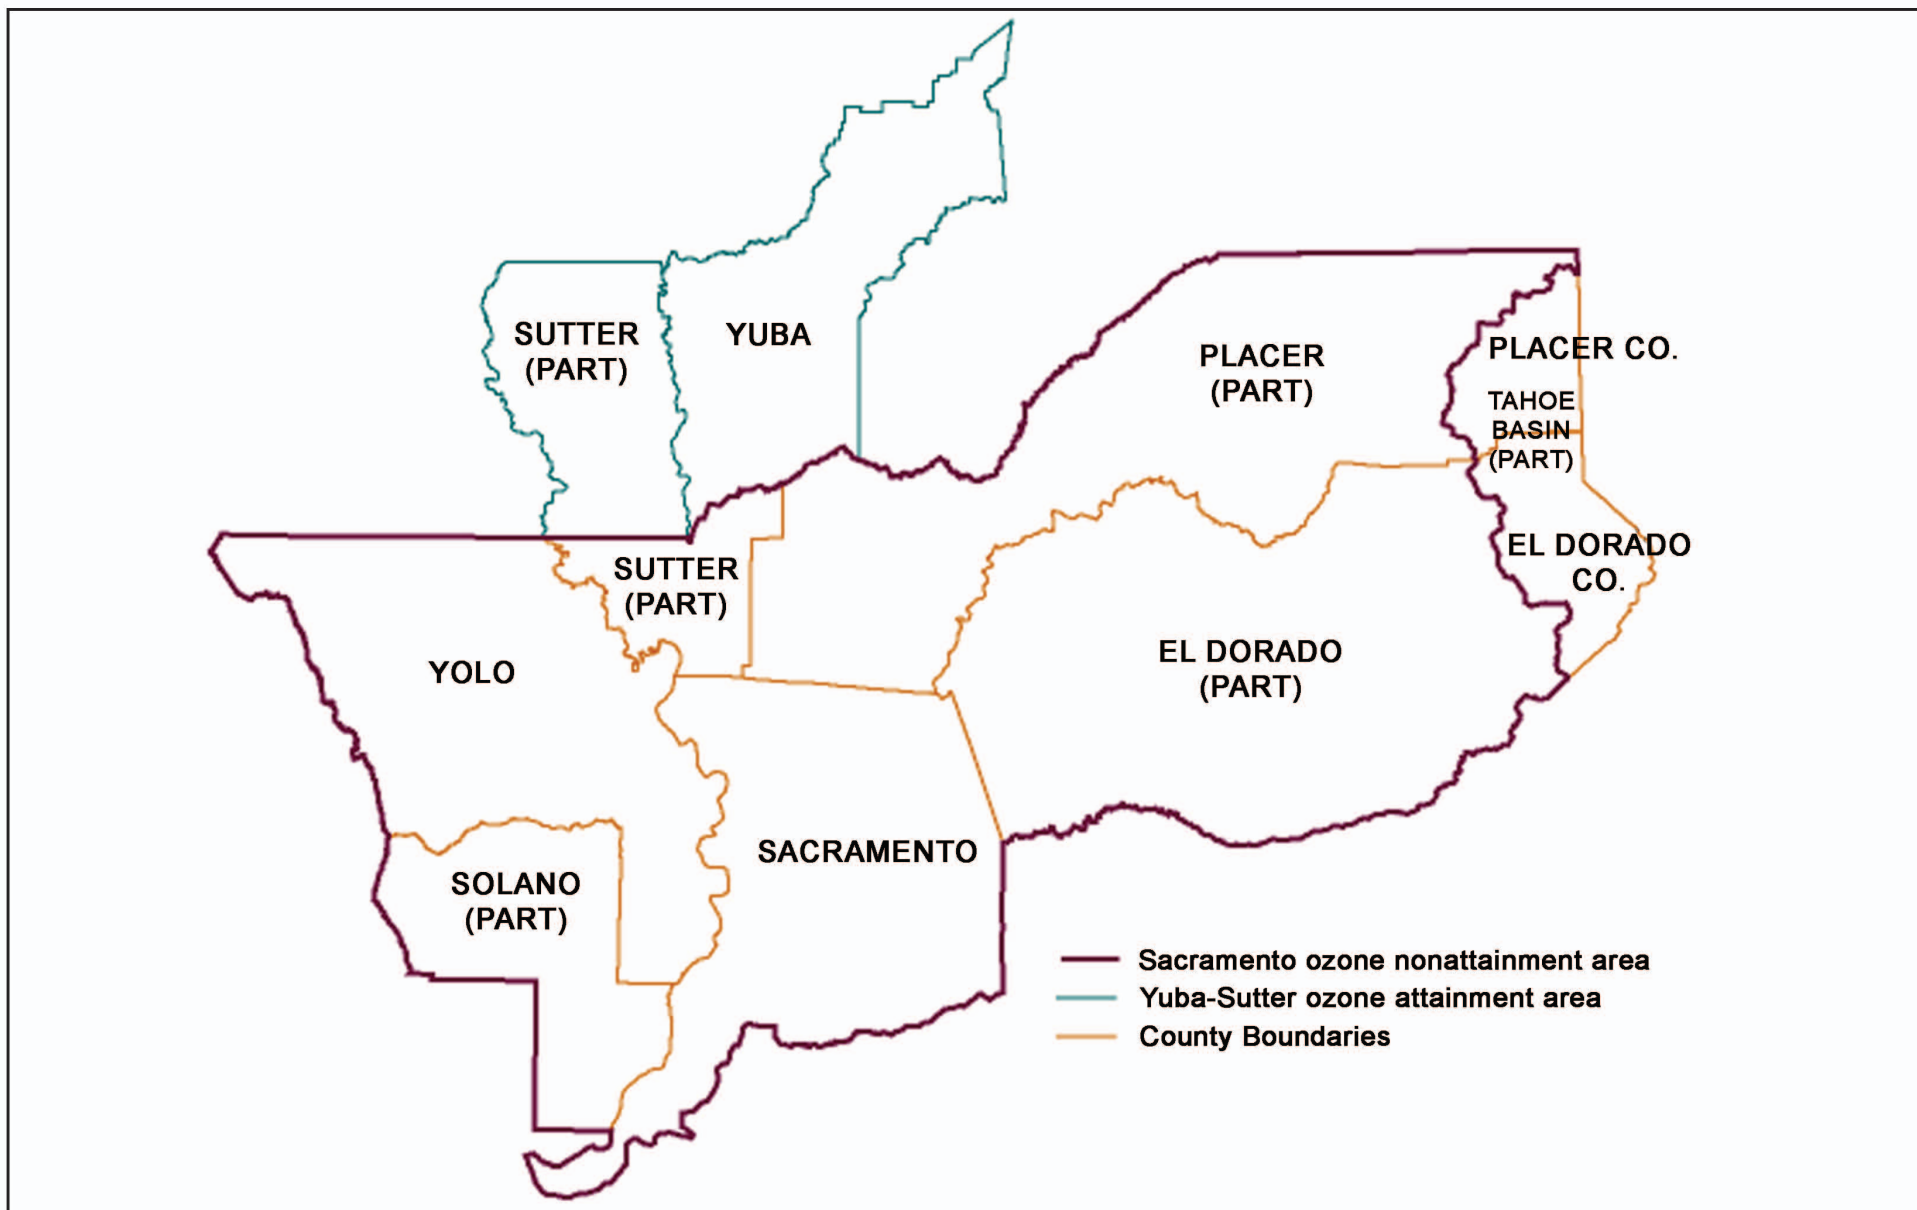 SUTTER
(PART)
YUBA
PLACER
(PART)
PLACER CO.
TAHOE
BASIN
(PART)
SUTTER
(PART)
EL DORADO
CO.
YOLO
EL DORADO
(PART)
SACRAMENTO
SOLANO
(PART)
Sacramento ozone nonattainment area
Yuba-Sutter ozone attainment area
County Boundaries